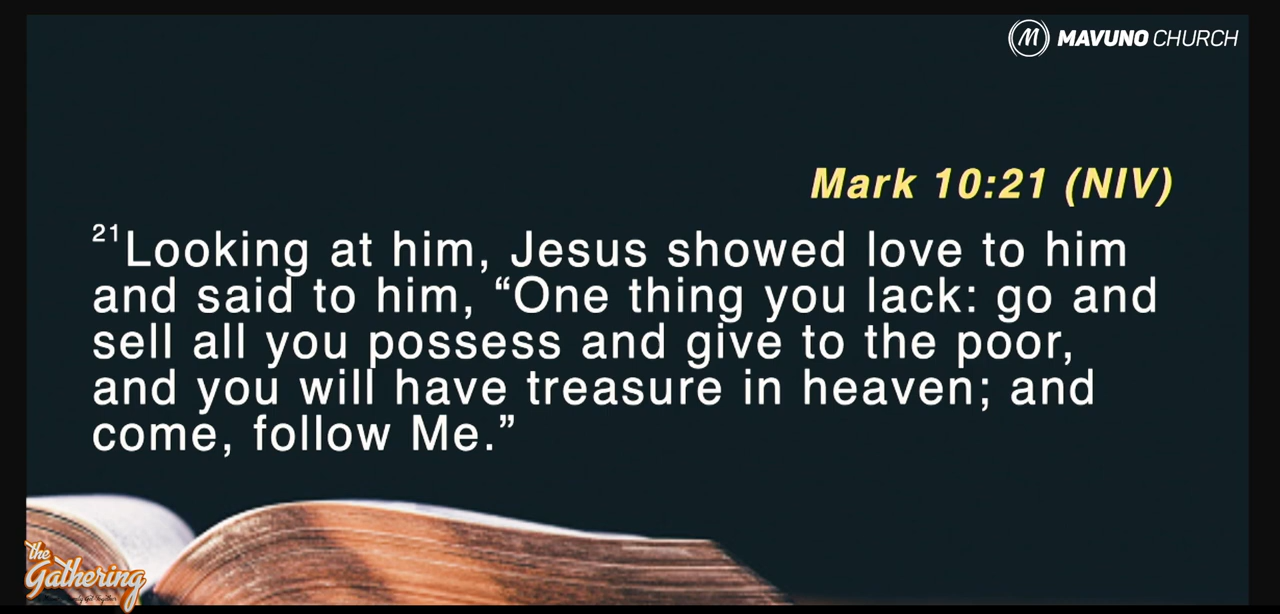 MAVUNO CHURCH
Mark 10:21 (NIV)
21Looking at him, Jesus showed love to him
and said to him, “One thing you lack: go and
sell all you possess and give to the poor,
and you will have treasure in heaven; and
come, follow Me.”
the
Gathering